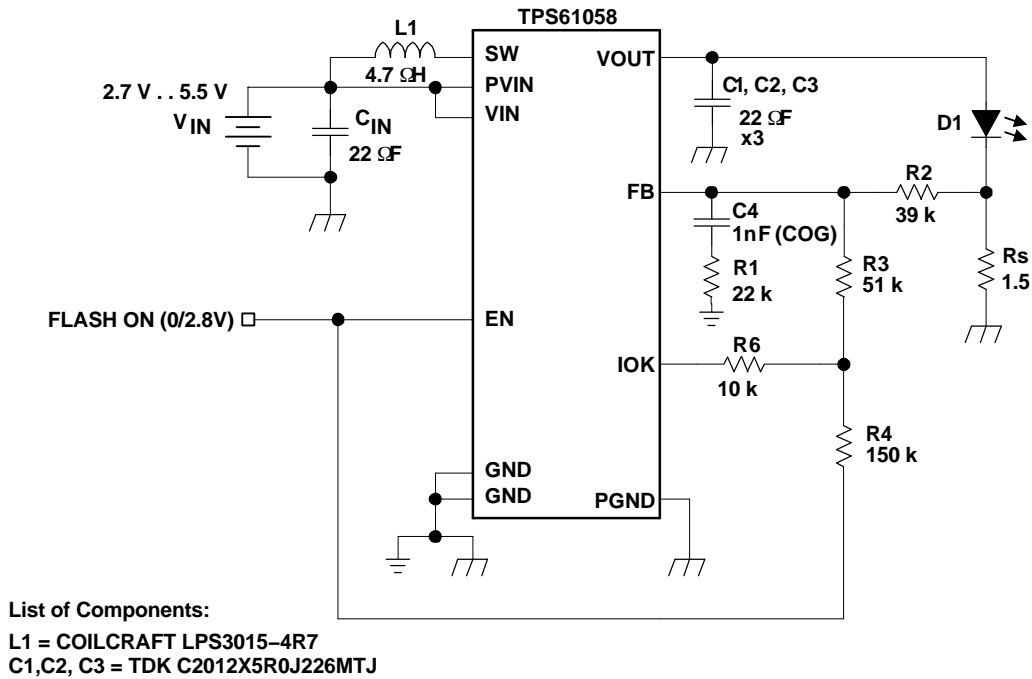 TPS61058
L1
4.7 ΩH
SW
PVIN
VIN
VOUT
2.7 V . . 5.5 V
VIN
CIN
22 ΩF
C1, C2, C3
22 ΩF
x3
D1
FB
R2
39 k
C4
1nF (COG)
R1
22 k
R3
51 k
Rs
1.5
FLASH ON (0/2.8V)
EN
IOK
R6
10 k
R4
150 k
GND
GND
PGND
List of Components:
L1 = COILCRAFT LPS3015−4R7
C1,C2, C3 = TDK C2012X5R0J226MTJ